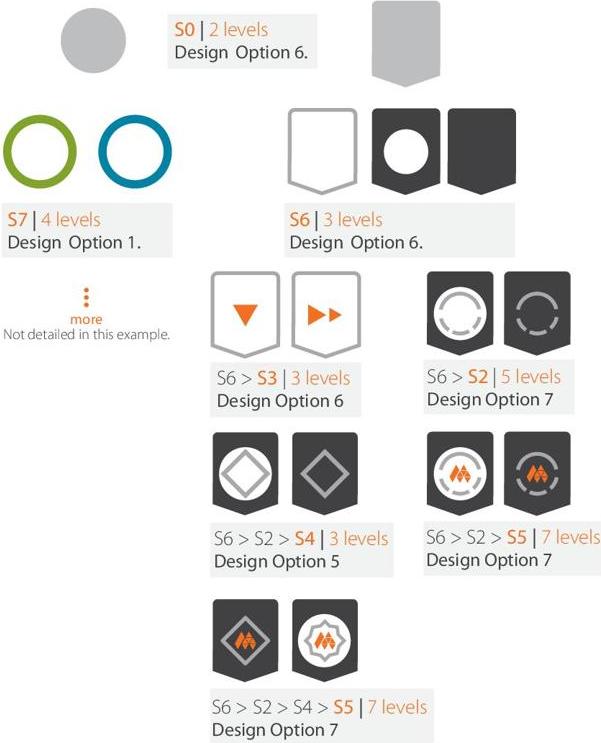 S0 | 2 levels
Design Option 6.
S7 | 4 levels
Design Option 1.
S6 | 3 levels
Design Option 6.
more
Not detailed in this example.
S6 > S3 | 3 levels
Design Option 6
S6 > S2 | 5 levels
Design Option 7
S6 > S2 > S4 | 3 levels
Design Option 5
S6 > S2 > S5 | 7 levels
Design Option 7
S6 > S2 > S4 > S5 | 7 levels
Design Option 7